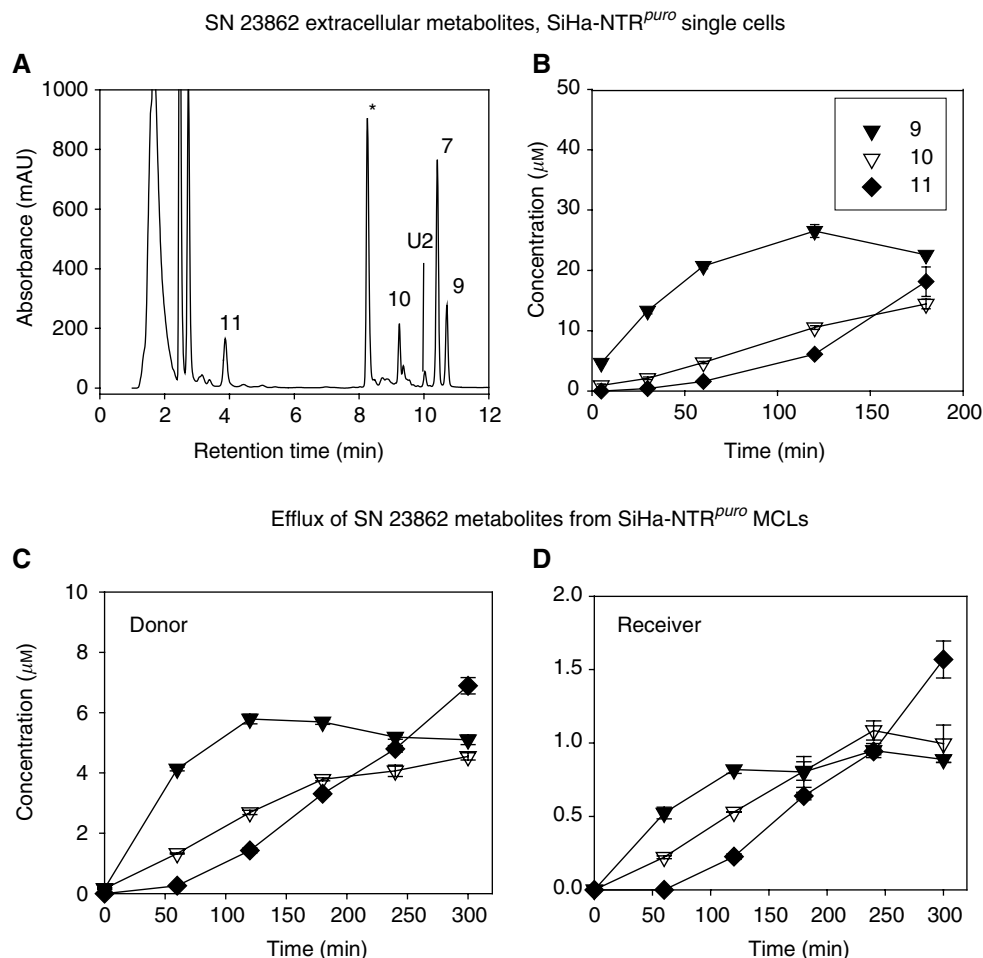 SN 23862 extracellular metabolites, SiHa-NTRpuro single cells
A
1000
800
600
400
200
0
Absorbance (mAU)
*
7
U2
10
9
11
0 2 4 6 8 10 12
Retention time (min)
B
50
40
30
20
10
0
Concentration (μM)
9
10
11
0 50 100 150 200
Time (min)
Efflux of SN 23862 metabolites from SiHa-NTRpuro MCLs
C
10
8
6
4
2
0
Concentration (μM)
Donor
0 50 100 150 200 250 300
Time (min)
D
2.0
1.5
1.0
0.5
0.0
Receiver
0 50 100 150 200 250 300
Time (min)